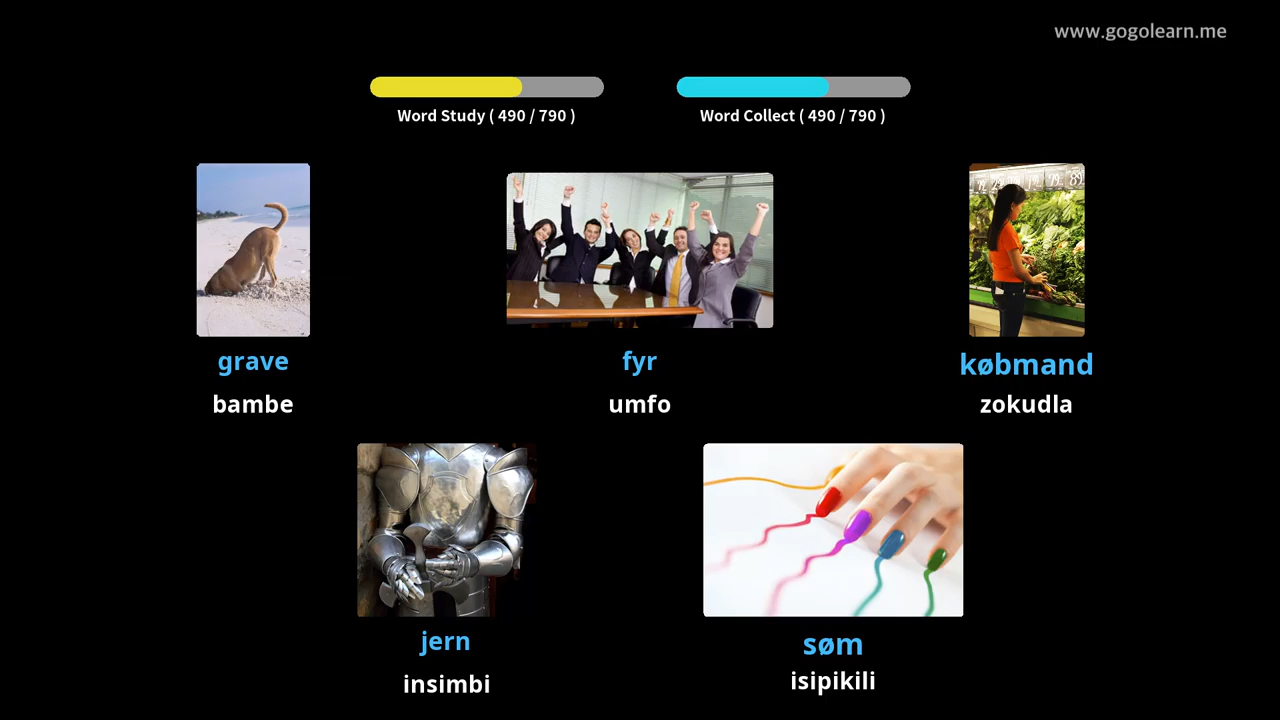 www.gogolearn.me
Word Study ( 490 / 790 )
Word Collect ( 490 / 790 )
grave
fyr
købmand
bambe
umfo
zokudla
jern
søm
insimbi
isipikili